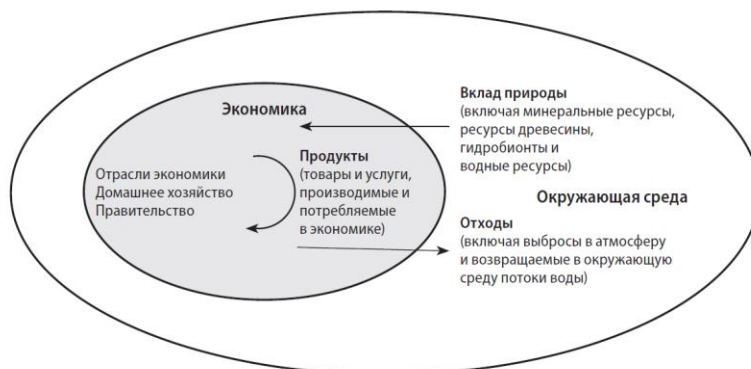 Экономика
Отрасли экономики
Домашнее хозяйство
Правительство
Продукты
(товары и услуги,
производимые и
потребляемые
в экономике)
Вклад природы
(включая минеральные ресурсы,
ресурсы древесины,
гидробионты и
водные ресурсы)
Окружающая среда
Отходы
(включая выбросы в атмосферу
и возвращаемые в окружающую
среду потоки воды)